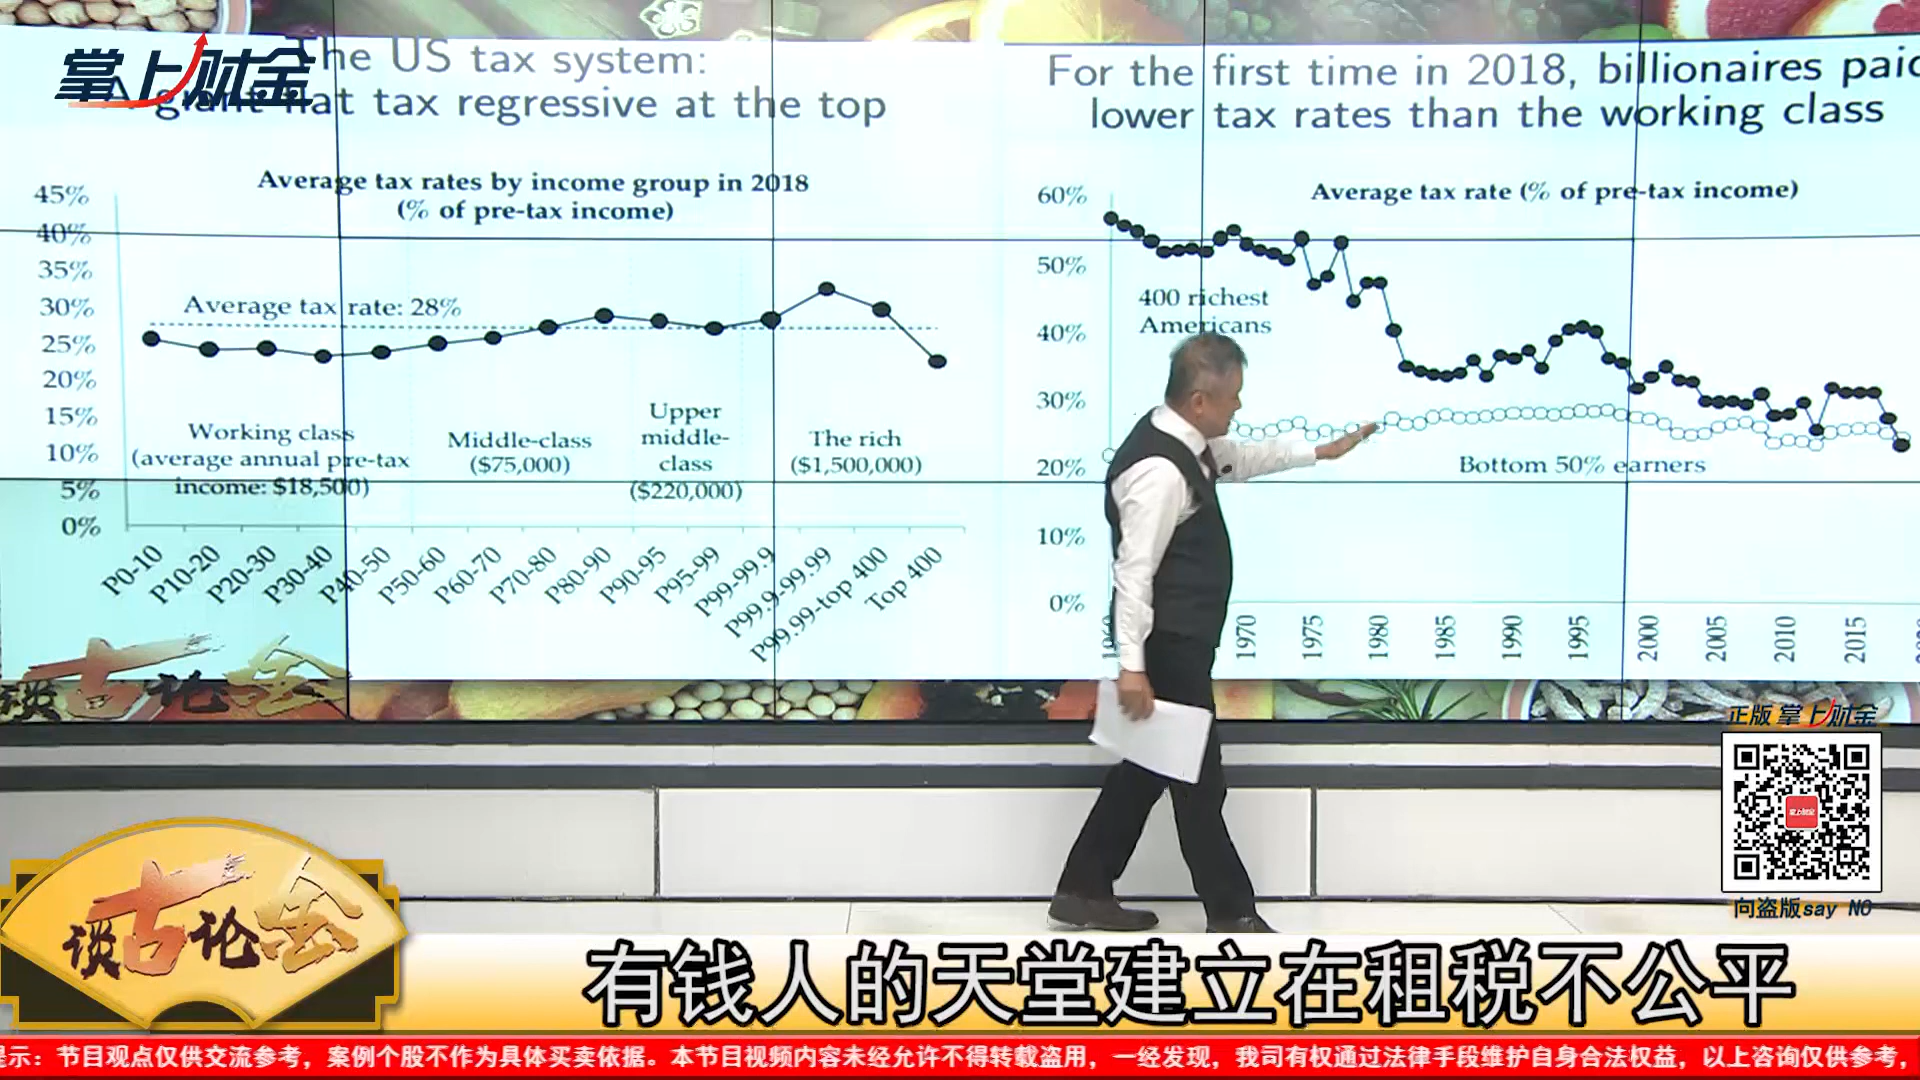 掌上财金
The US tax system:
A giant flat tax regressive at the top
Average tax rates by income group in 2018
(% of pre-tax income)
45%
40%
35%
30%
25%
20%
15%
10%
5%
0%
Average tax rate: 28%
Working class
(average annual pre-tax
income: $18,500)
Middle-class
($75,000)
Upper
middle-
class
($220,000)
The rich
($1,500,000)
P0-10
P10-20
P20-30
P30-40
P40-50
P50-60
P60-70
P70-80
P80-90
P90-95
P95-99
P99-99.9
P99.9-99.99
P99.99-top 400
Top 400
For the first time in 2018, billionaires paid
lower tax rates than the working class
Average tax rate (% of pre-tax income)
60%
50%
40%
30%
20%
10%
0%
400 richest
Americans
Bottom 50% earners
1960
1970
1975
1980
1985
1990
1995
2000
2005
2010
2015
谈古论金
正版 掌上财金
向盗版say NO
谈古论金
有钱人的天堂建立在租税不公平
提示：节目观点仅供交流参考，案例个股不作为具体买卖依据。本节目视频内容未经允许不得转载盗用，一经发现，我司有权通过法律手段维护自身合法权益，以上咨询仅供参考，